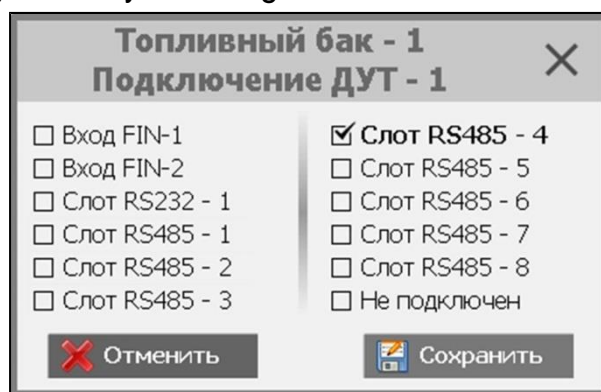 Топливный бак - 1
Подключение ДУТ - 1
Вход FIN-1
Вход FIN-2
Слот RS232 - 1
Слот RS485 - 1
Слот RS485 - 2
Слот RS485 - 3
Слот RS485 - 4
Слот RS485 - 5
Слот RS485 - 6
Слот RS485 - 7
Слот RS485 - 8
Не подключен
Отменить
Сохранить